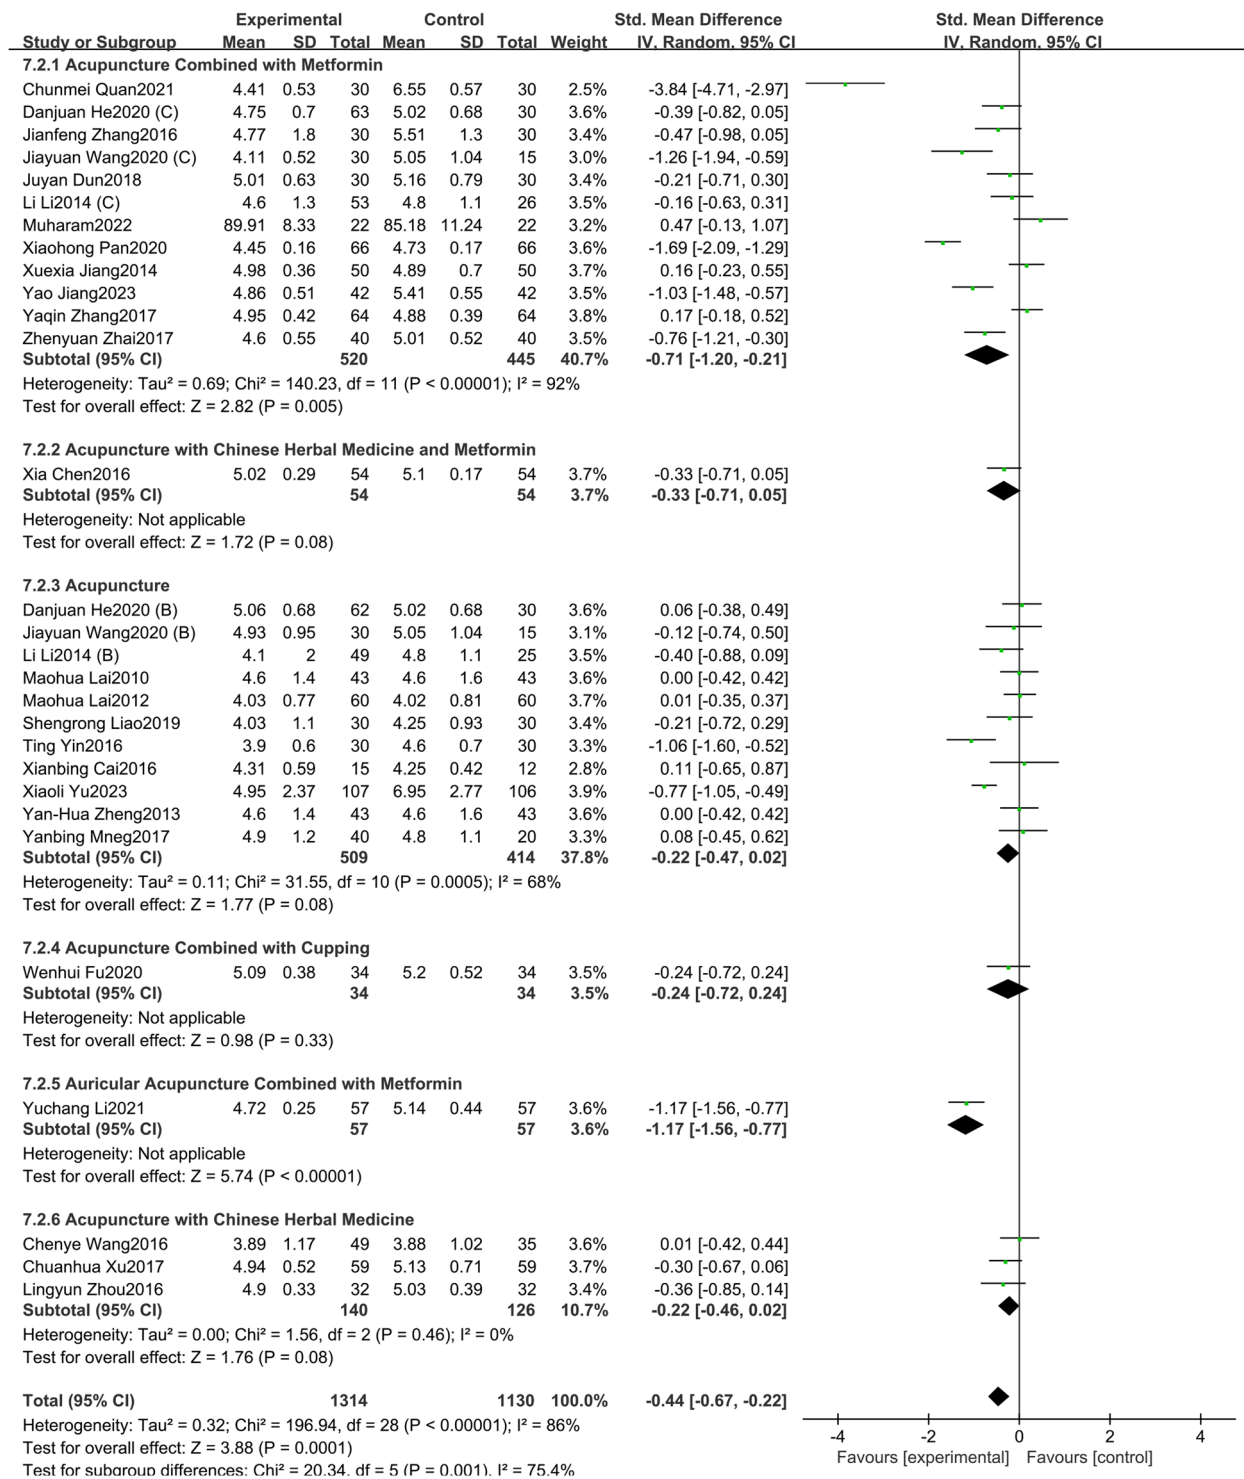 Experimental Control Std. Mean Difference Std. Mean Difference
Study or Subgroup Mean SD Total Mean SD Total Weight IV, Random, 95% CI IV, Random, 95% CI
7.2.1 Acupuncture Combined with Metformin
Chunmei Quan2021 4.41 0.53 30 6.55 0.57 30 2.5% -3.84 [-4.71, -2.97]
Danjuan He2020 (C) 4.75 0.7 63 5.02 0.68 30 3.6% -0.39 [-0.82, 0.05]
Jianfeng Zhang2016 4.77 1.8 30 5.51 1.3 30 3.4% -0.47 [-0.98, 0.05]
Jiayuan Wang2020 (C) 4.11 0.52 30 5.05 1.04 15 3.0% -1.26 [-1.94, -0.59]
Juyan Dun2018 5.01 0.63 30 5.16 0.79 30 3.4% -0.21 [-0.71, 0.30]
Li Li2014 (C) 4.6 1.3 53 4.8 1.1 26 3.5% -0.16 [-0.63, 0.31]
Muharam2022 89.91 8.33 22 85.18 11.24 22 3.2% 0.47 [-0.13, 1.07]
Xiaohong Pan2020 4.45 0.16 66 4.73 0.17 66 3.6% -1.69 [-2.09, -1.29]
Xuexia Jiang2014 4.98 0.36 50 4.89 0.7 50 3.7% 0.16 [-0.23, 0.55]
Yao Jiang2023 4.86 0.51 42 5.41 0.55 42 3.5% -1.03 [-1.48, -0.57]
Yaqin Zhang2017 4.95 0.42 64 4.88 0.39 64 3.8% 0.17 [-0.18, 0.52]
Zhenyuan Zhai2017 4.6 0.55 40 5.01 0.52 40 3.5% -0.76 [-1.21, -0.30]
Subtotal (95% CI) 520 445 40.7% -0.71 [-1.20, -0.21]
Heterogeneity: Tau² = 0.69; Chi² = 140.23, df = 11 (P < 0.00001); I² = 92%
Test for overall effect: Z = 2.82 (P = 0.005)
7.2.2 Acupuncture with Chinese Herbal Medicine and Metformin
Xia Chen2016 5.02 0.29 54 5.1 0.17 54 3.7% -0.33 [-0.71, 0.05]
Subtotal (95% CI) 54 54 3.7% -0.33 [-0.71, 0.05]
Heterogeneity: Not applicable
Test for overall effect: Z = 1.72 (P = 0.08)
7.2.3 Acupuncture
Danjuan He2020 (B) 5.06 0.68 62 5.02 0.68 30 3.6% 0.06 [-0.38, 0.49]
Jiayuan Wang2020 (B) 4.93 0.95 30 5.05 1.04 15 3.1% -0.12 [-0.74, 0.50]
Li Li2014 (B) 4.1 2 49 4.8 1.1 25 3.5% -0.40 [-0.88, 0.09]
Maohua Lai2010 4.6 1.4 43 4.6 1.6 43 3.6% 0.00 [-0.42, 0.42]
Maohua Lai2012 4.03 0.77 60 4.02 0.81 60 3.7% 0.01 [-0.35, 0.37]
Shengrong Liao2019 4.03 1.1 30 4.25 0.93 30 3.4% -0.21 [-0.72, 0.29]
Ting Yin2016 3.9 0.6 30 4.6 0.7 30 3.3% -1.06 [-1.60, -0.52]
Xianbing Cai2016 4.31 0.59 15 4.25 0.42 12 2.8% 0.11 [-0.65, 0.87]
Xiaoli Yu2023 4.95 2.37 107 6.95 2.77 106 3.9% -0.77 [-1.05, -0.49]
Yan-Hua Zheng2013 4.6 1.4 43 4.6 1.6 43 3.6% 0.00 [-0.42, 0.42]
Yanbing Mneg2017 4.9 1.2 40 4.8 1.1 20 3.3% 0.08 [-0.45, 0.62]
Subtotal (95% CI) 509 414 37.8% -0.22 [-0.47, 0.02]
Heterogeneity: Tau² = 0.11; Chi² = 31.55, df = 10 (P = 0.0005); I² = 68%
Test for overall effect: Z = 1.77 (P = 0.08)
7.2.4 Acupuncture Combined with Cupping
Wenhui Fu2020 5.09 0.38 34 5.2 0.52 34 3.5% -0.24 [-0.72, 0.24]
Subtotal (95% CI) 34 34 3.5% -0.24 [-0.72, 0.24]
Heterogeneity: Not applicable
Test for overall effect: Z = 0.98 (P = 0.33)
7.2.5 Auricular Acupuncture Combined with Metformin
Yuchang Li2021 4.72 0.25 57 5.14 0.44 57 3.6% -1.17 [-1.56, -0.77]
Subtotal (95% CI) 57 57 3.6% -1.17 [-1.56, -0.77]
Heterogeneity: Not applicable
Test for overall effect: Z = 5.74 (P < 0.00001)
7.2.6 Acupuncture with Chinese Herbal Medicine
Chenye Wang2016 3.89 1.17 49 3.88 1.02 35 3.6% 0.01 [-0.42, 0.44]
Chuanhua Xu2017 4.94 0.52 59 5.13 0.71 59 3.7% -0.30 [-0.67, 0.06]
Lingyun Zhou2016 4.9 0.33 32 5.03 0.39 32 3.4% -0.36 [-0.85, 0.14]
Subtotal (95% CI) 140 126 10.7% -0.22 [-0.46, 0.02]
Heterogeneity: Tau² = 0.00; Chi² = 1.56, df = 2 (P = 0.46); I² = 0%
Test for overall effect: Z = 1.76 (P = 0.08)
Total (95% CI) 1314 1130 100.0% -0.44 [-0.67, -0.22]
Heterogeneity: Tau² = 0.32; Chi² = 196.94, df = 28 (P < 0.00001); I² = 86%
Test for overall effect: Z = 3.88 (P = 0.0001)
Test for subgroup differences: Chi² = 20.34, df = 5 (P = 0.001), I² = 75.4%
-4 -2 0 2 4
Favours [experimental] Favours [control]